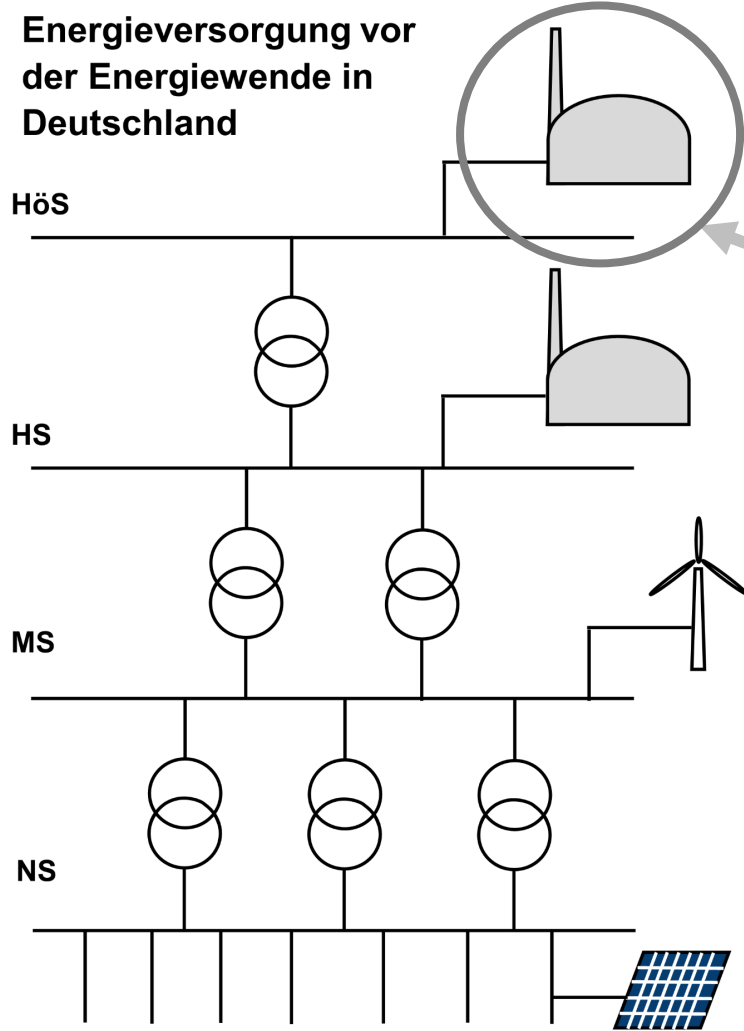 Energieversorgung vor
der Energiewende in
Deutschland
HöS
HS
MS
NS